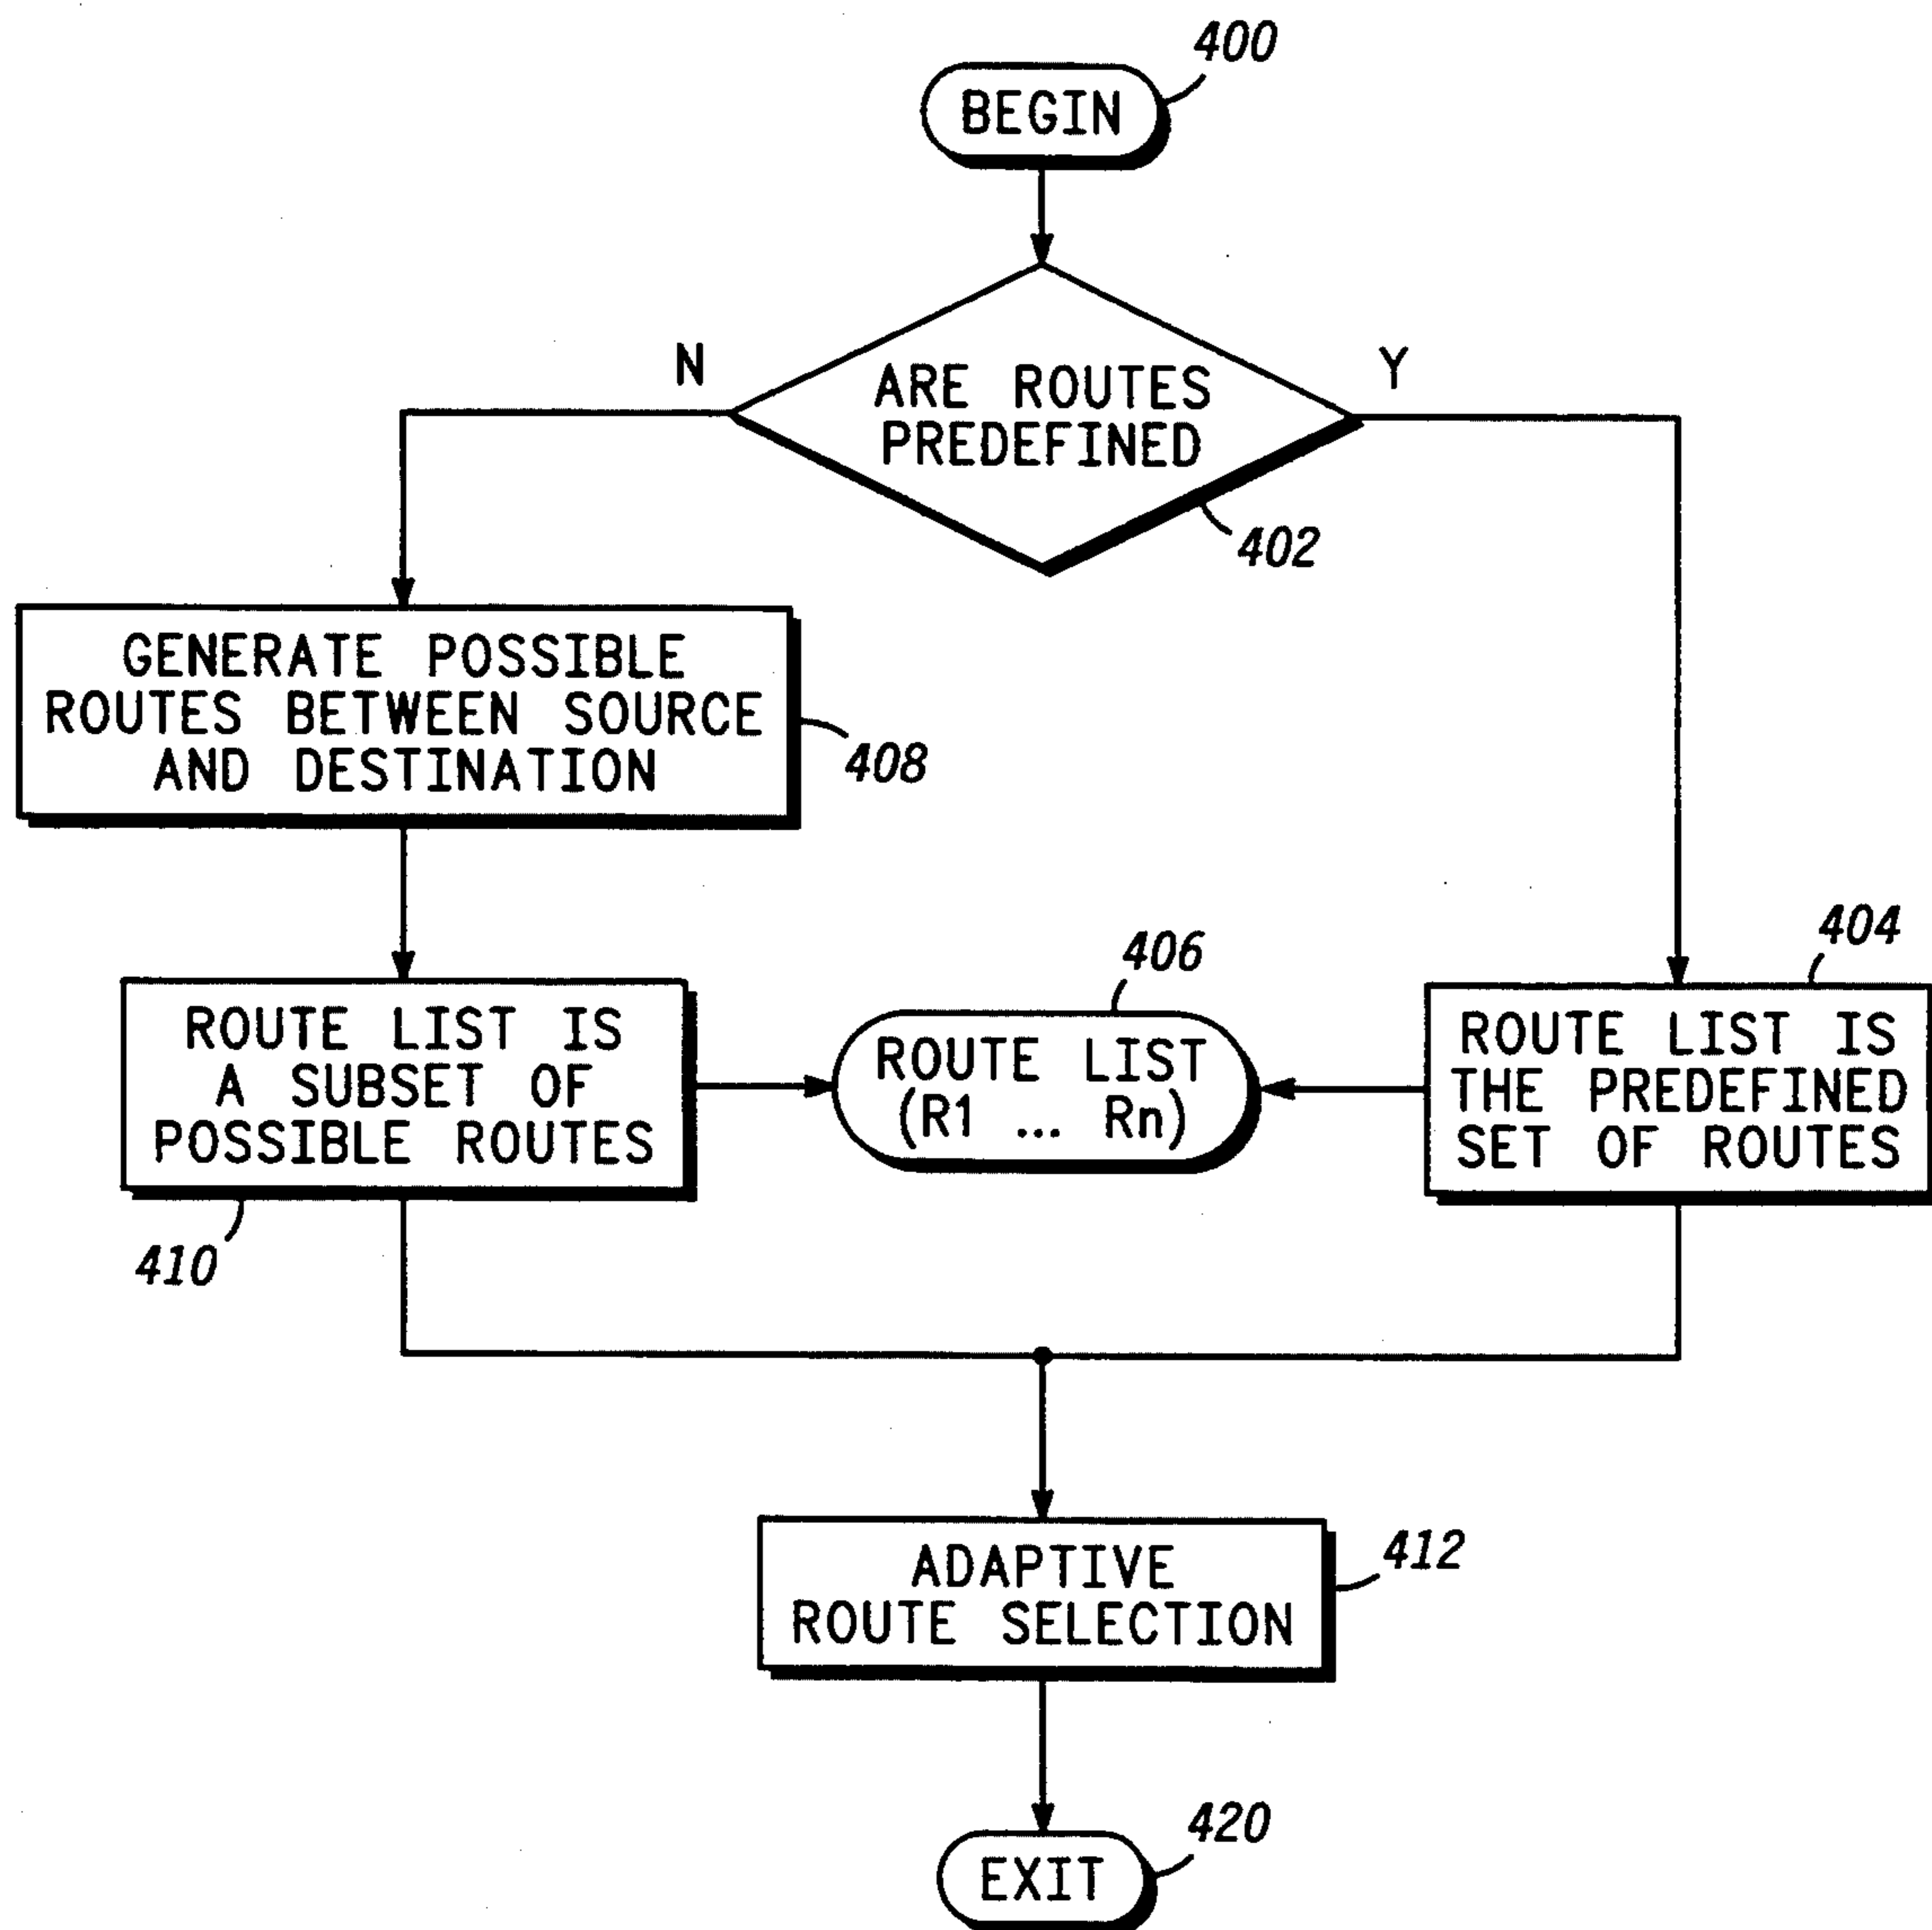 400
BEGIN
N
Y
ARE ROUTES
PREDEFINED
402
GENERATE POSSIBLE
ROUTES BETWEEN SOURCE
AND DESTINATION
408
ROUTE LIST IS
A SUBSET OF
POSSIBLE ROUTES
410
406
ROUTE LIST
(R1 ... Rn)
404
ROUTE LIST IS
THE PREDEFINED
SET OF ROUTES
ADAPTIVE
ROUTE SELECTION
412
420
EXIT